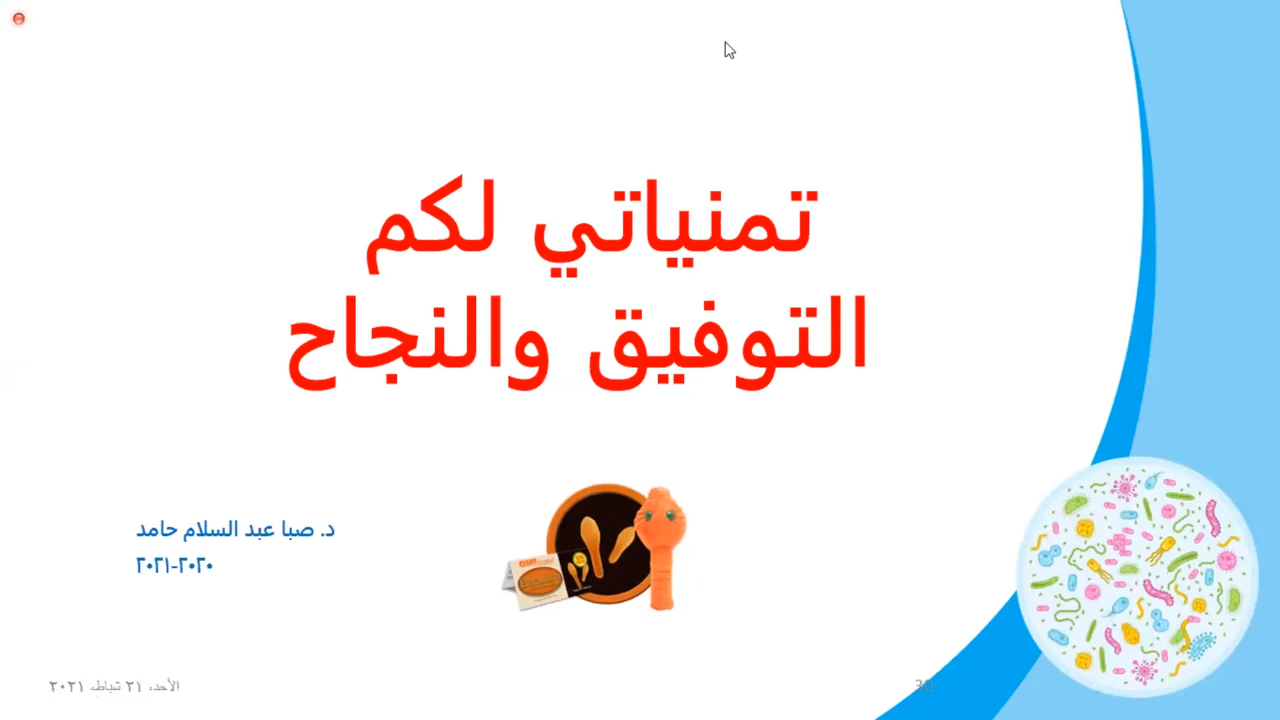 تمنياتي لكم
التوفيق والنجاح
د. صبا عبد السلام حامد
٢٠٢٠-٢٠٢١
الأحد، ٢١ شباط، ٢٠٢١
30